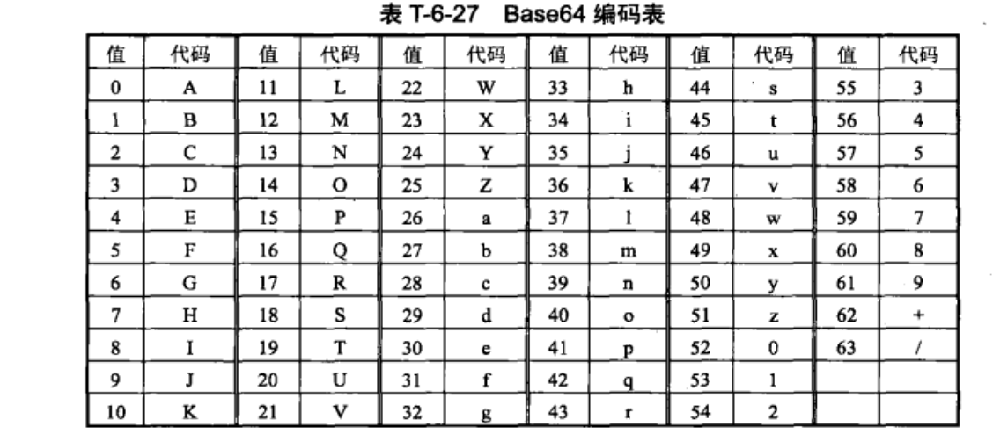 表 T-6-27 Base64 编码表
值 代码 值 代码 值 代码 值 代码 值 代码 值 代码
0 A 11 L 22 W 33 h 44 s 55 3
1 B 12 M 23 X 34 i 45 t 56 4
2 C 13 N 24 Y 35 j 46 u 57 5
3 D 14 O 25 Z 36 k 47 v 58 6
4 E 15 P 26 a 37 l 48 w 59 7
5 F 16 Q 27 b 38 m 49 x 60 8
6 G 17 R 28 c 39 n 50 y 61 9
7 H 18 S 29 d 40 o 51 z 62 +
8 I 19 T 30 e 41 p 52 0 63 /
9 J 20 U 31 f 42 q 53 1
10 K 21 V 32 g 43 r 54 2